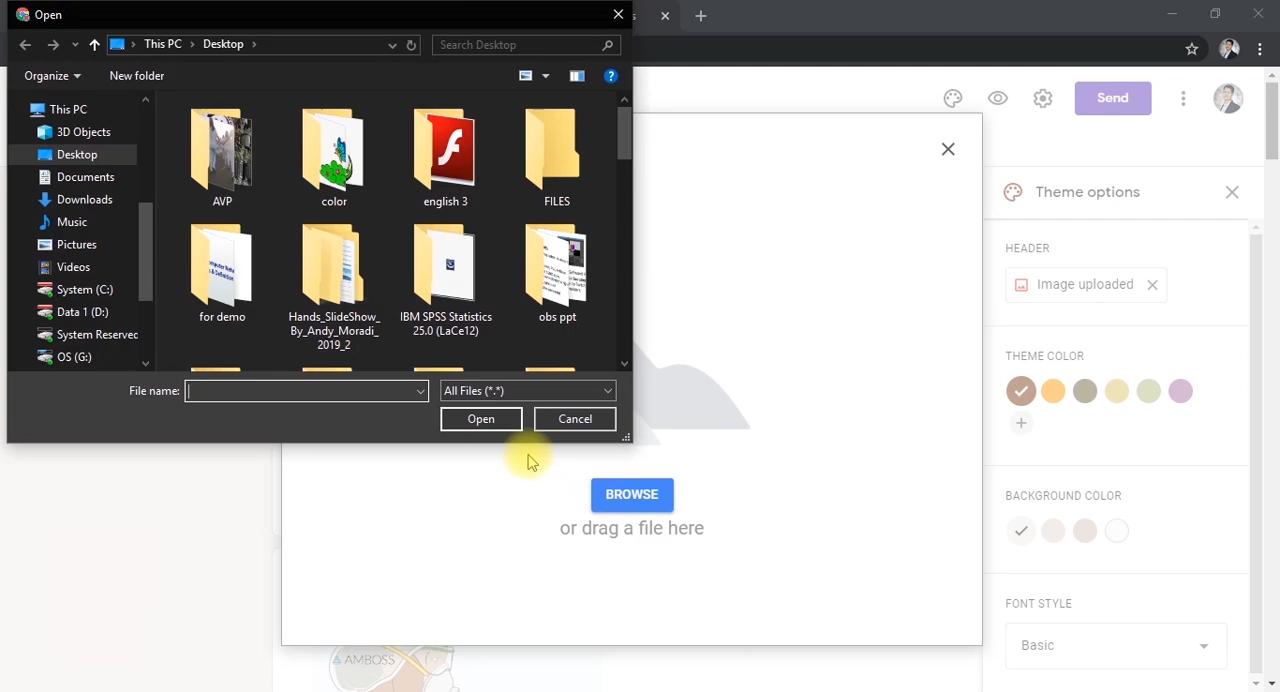 Open
This PC
Desktop
Search Desktop
Organize
New folder
Send
This PC
3D Objects
Desktop
Documents
Downloads
Music
Pictures
Videos
System (C:)
Data 1 (D:)
System Reserved
OS (G:)
AVP
color
english 3
FILES
for demo
Hands_SlideShow_
By_Andy_Moradi_
2019_2
IBM SPSS Statistics
25.0 (LaCe12)
obs ppt
File name:
All Files (*.*)
Open
Cancel
BROWSE
or drag a file here
AMBOSS
Theme options
HEADER
Image uploaded
THEME COLOR
BACKGROUND COLOR
FONT STYLE
Basic